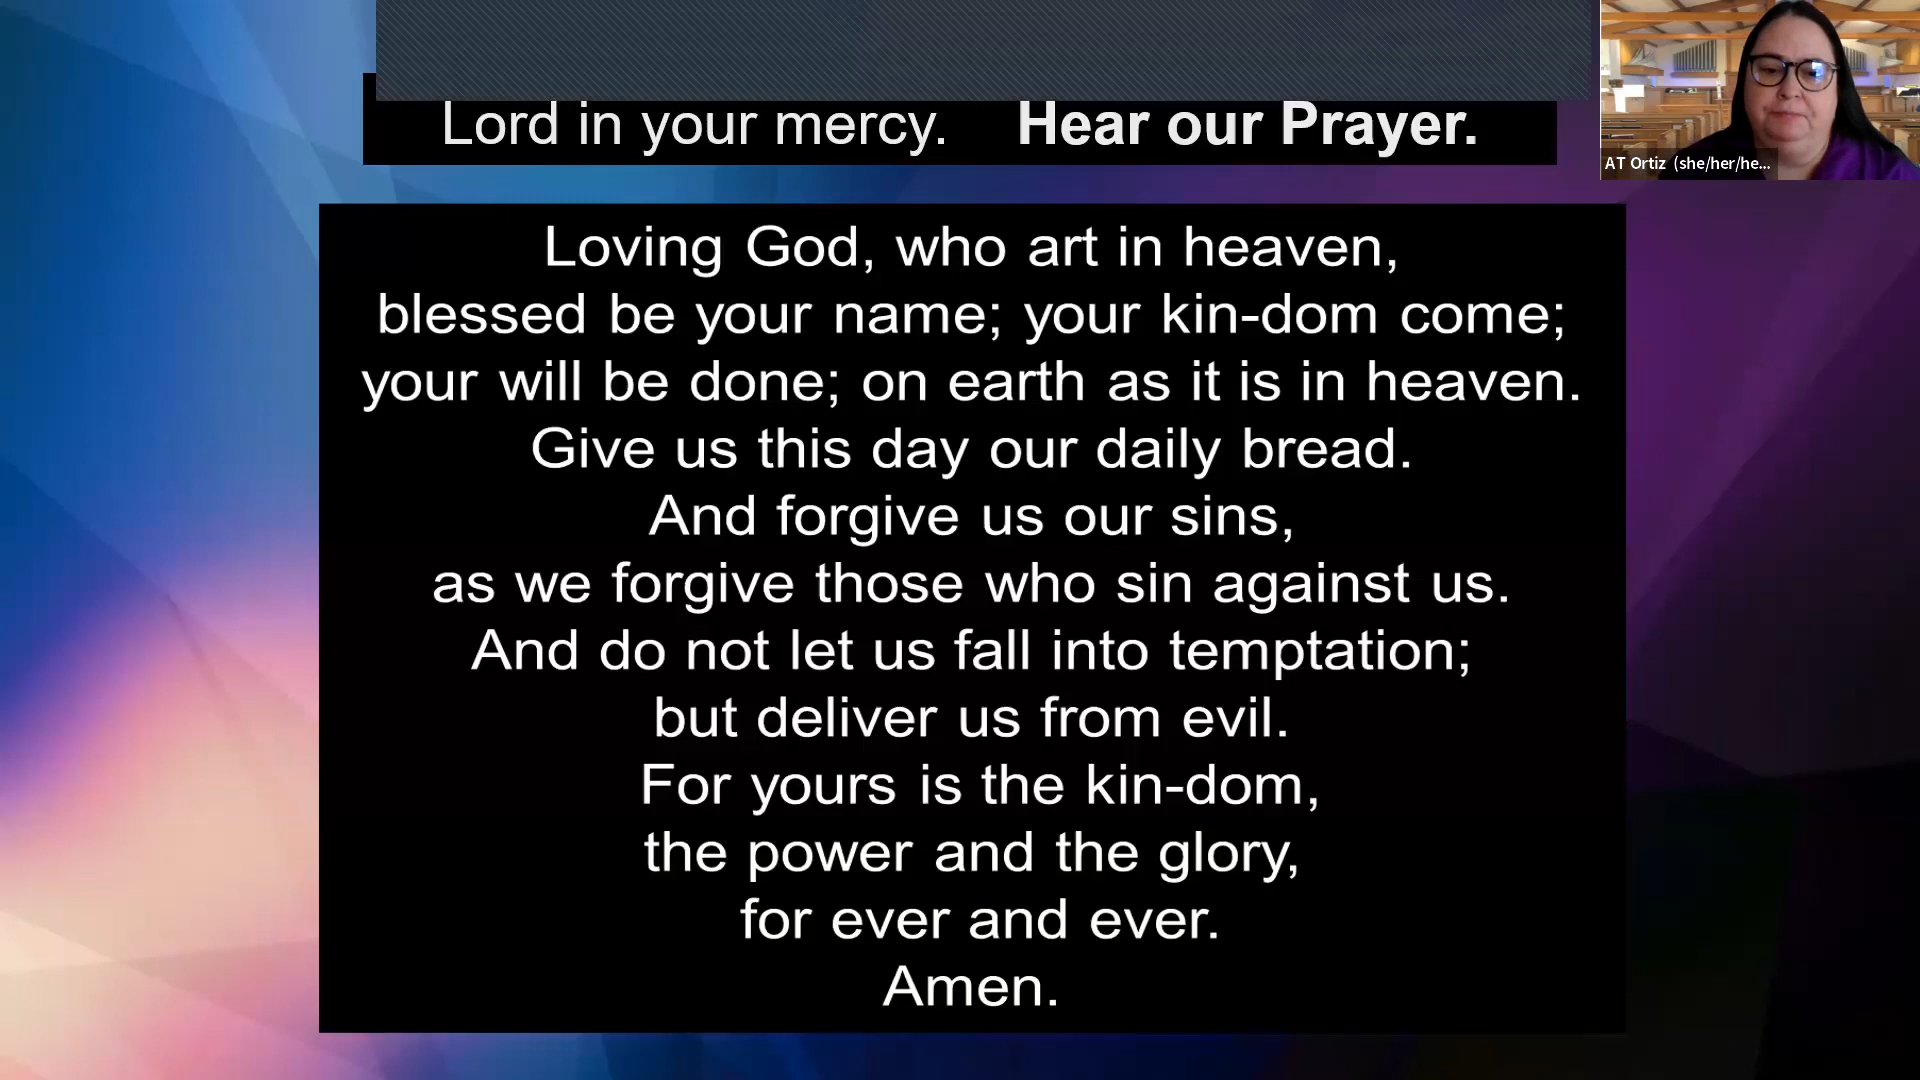 Lord in your mercy. Hear our Prayer.
AT Ortiz (she/her/he...
Loving God, who art in heaven,
blessed be your name; your kin-dom come;
your will be done; on earth as it is in heaven.
Give us this day our daily bread.
And forgive us our sins,
as we forgive those who sin against us.
And do not let us fall into temptation;
but deliver us from evil.
For yours is the kin-dom,
the power and the glory,
for ever and ever.
Amen.